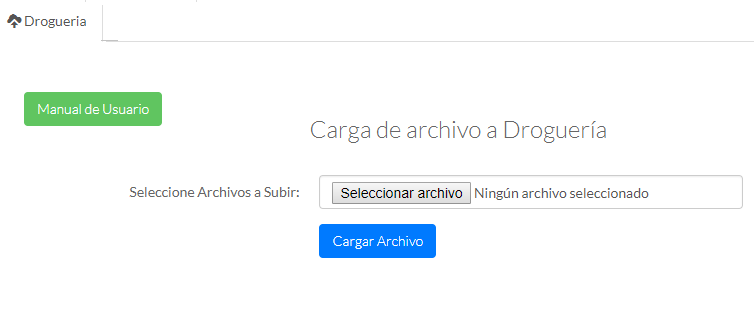 Drogueria
Manual de Usuario
Carga de archivo a Droguería
Seleccione Archivos a Subir:
Seleccionar archivo Ningún archivo seleccionado
Cargar Archivo